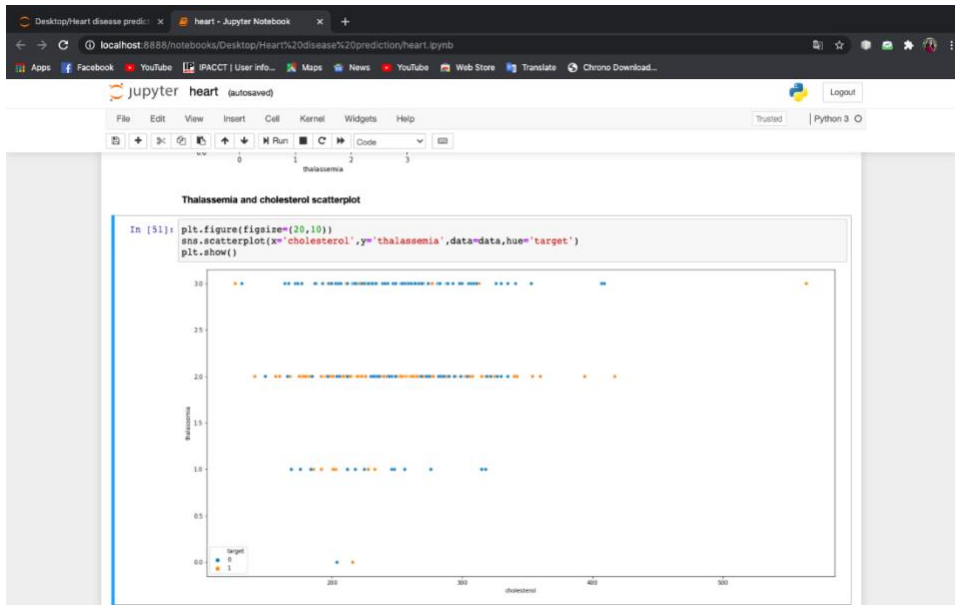 Desktop/Heart disease predict
heart - Jupyter Notebook
localhost:8888/notebooks/Desktop/Heart%20disease%20prediction/heart.ipynb
Apps Facebook YouTube IPACCT | User info... Maps News YouTube Web Store Translate Chrono Download...
jupyter heart (autosaved)
Logout
File Edit View Insert Cell Kernel Widgets Help
Trusted Python 3
Run Code
0.0
0 1 2 3
thalassemia
Thalassemia and cholesterol scatterplot
In [51]: plt.figure(figsize=(20,10))
sns.scatterplot(x='cholesterol',y='thalassemia',data=data,hue='target')
plt.show()
3.0
2.5
2.0
thalassemia
1.5
1.0
0.5
0.0
target
0
1
200 300 400 500
cholesterol